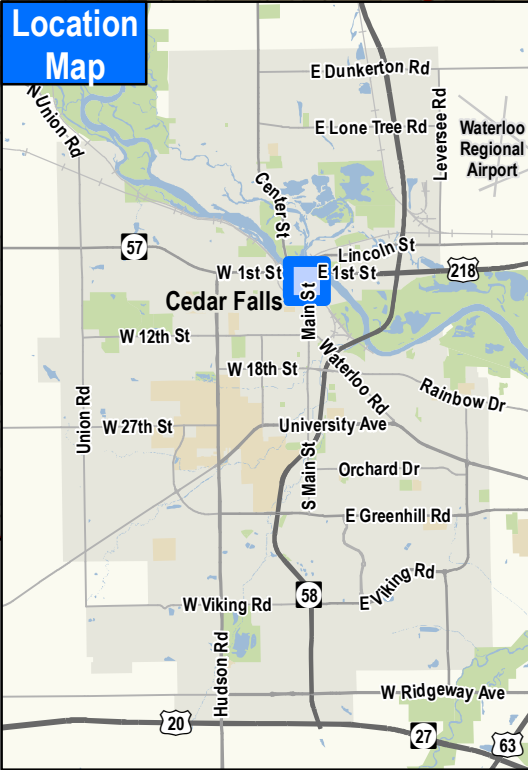 Location
Map
E Dunkerton Rd
N Union Rd
E Lone Tree Rd
Leversee Rd
Waterloo
Regional
Airport
Center St
57
Lincoln St
W 1st St
E 1st St
218
Cedar Falls
Main St
W 12th St
Waterloo Rd
W 18th St
Rainbow Dr
Union Rd
W 27th St
University Ave
S Main St
Orchard Dr
E Greenhill Rd
E Viking Rd
58
W Viking Rd
Hudson Rd
W Ridgeway Ave
20
27
63